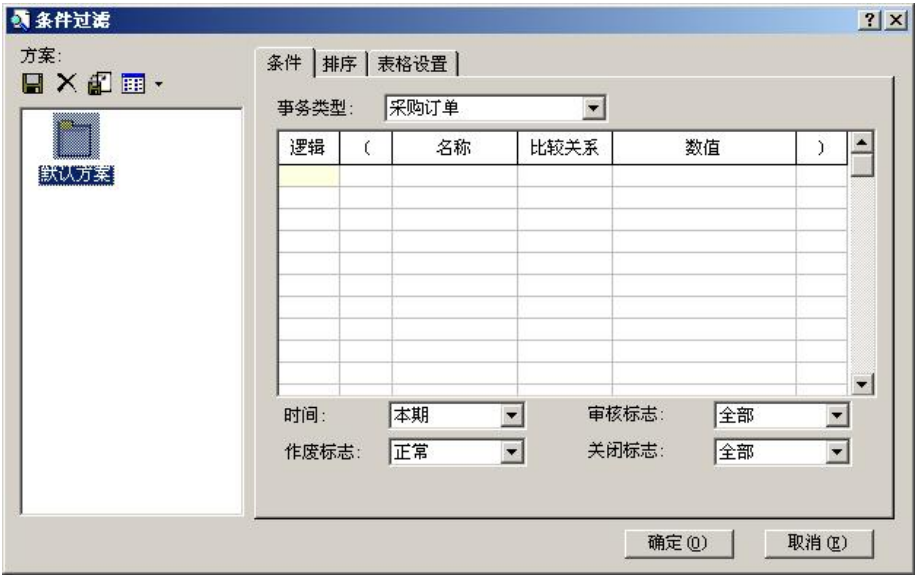 条件过滤
方案:
条件 排序 表格设置
事务类型: 采购订单
逻辑 ( 名称 比较关系 数值 )
默认方案
时间: 本期 审核标志: 全部
作废标志: 正常 关闭标志: 全部
确定(O) 取消(E)